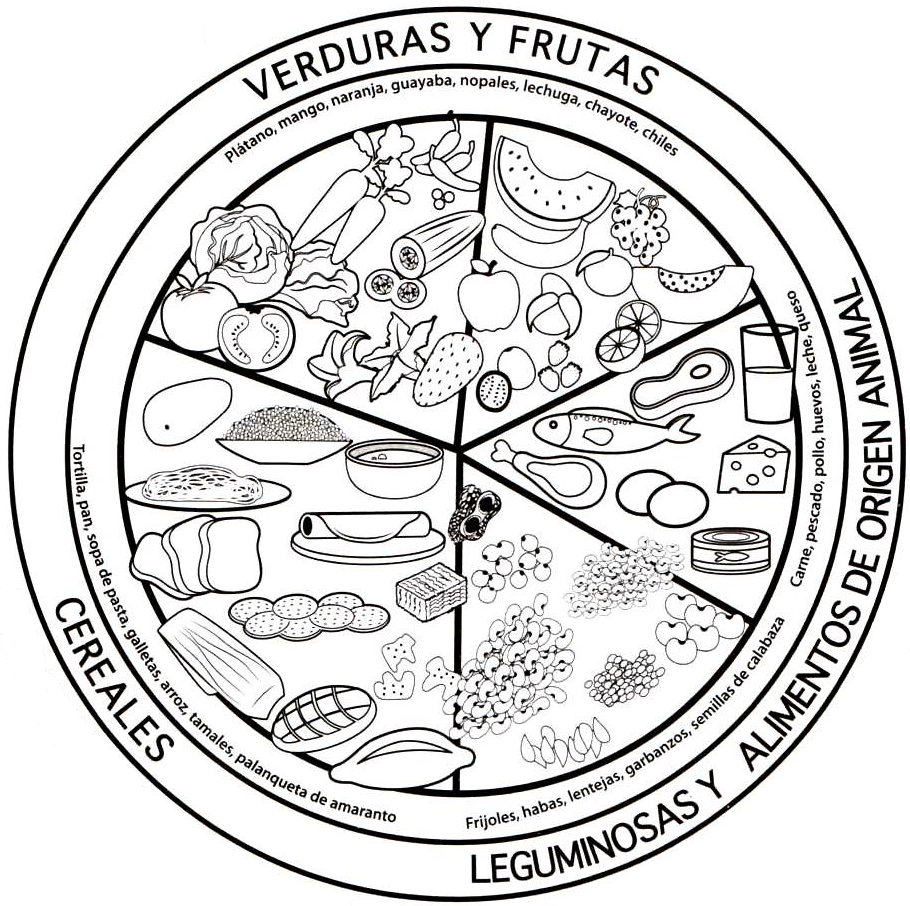 VERDURAS Y FRUTAS
Plátano, mango, naranja, guayaba, nopales, lechuga, chayote, chiles
LEGUMINOSAS Y ALIMENTOS DE ORIGEN ANIMAL
Carne, pescado, pollo, huevos, leche, queso
Frijoles, habas, lentejas, garbanzos, semillas de calabaza
CEREALES
Tortilla, pan, sopa de pasta, galletas, arroz, tamales, palanqueta de amaranto